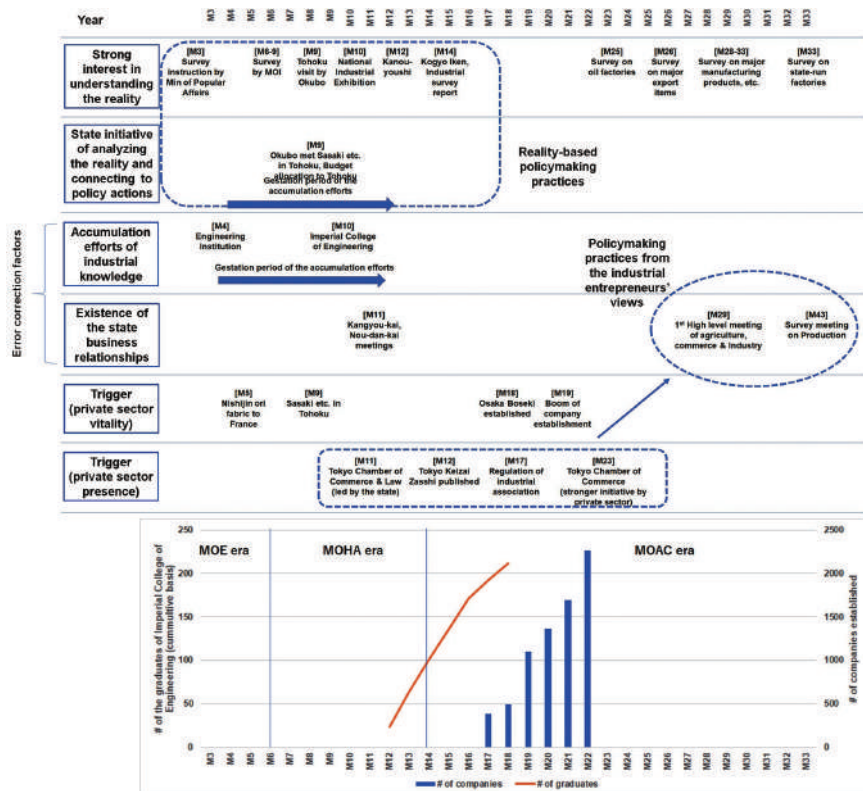 Year M3 M4 M5 M6 M7 M8 M9 M10 M11 M12 M13 M14 M15 M16 M17 M18 M19 M20 M21 M22 M23 M24 M25 M26 M27 M28 M29 M30 M31 M32 M33
Strong interest in
understanding
the reality
[M3]
Survey
instruction by
Min of Popular
Affaire
[M6-9]
Survey
by MOI
[M9]
Tohoku
visit by
Okubo
[M10]
National
Industrial
Exhibition
[M12]
Kanou-
youshi
[M14]
Kogyo Iken,
Industrial
survey
report
[M25]
Survey on
oil factories
[M26]
Survey
on major
export
items
[M28-33]
Survey on major
manufacturing
products, etc.
[M33]
Survey on
state-run
factories
State initiative
of analyzing
the reality and
connecting to
policy actions
[M9]
Okubo met Sasaki etc.
in Tohoku, Budget
allocation to Tohoku
Gestation period of the
accumulation efforts
Reality-based
policymaking
practices
Error correction factors
Accumulation
efforts of
industrial
knowledge
[M4]
Engineering
Institution
[M10]
Imperial College
of Engineering
Gestation period of the accumulation efforts
Policymaking
practices from
the industrial
entrepreneurs'
views
Existence of
the state
business
relationships
[M11]
Kangyou-kai,
Nou-dan-kai
meetings
[M29]
1st High level meeting
of agriculture,
commerce & Industry
[M43]
Survey meeting
on Production
Trigger
(private sector
vitality)
[M5]
Nishijin ori
fabric to
France
[M9]
Sasaki etc. in
Tohoku
[M18]
Osaka Boseki
established
[M19]
Boom of
company
establishment
Trigger
(private sector
presence)
[M11]
Tokyo Chamber of
Commerce & Law
(led by the state)
[M12]
Tokyo Keizai
Zasshi published
[M17]
Regulation of
industrial
association
[M23]
Tokyo Chamber of
Commerce
(stronger initiative by
private sector)
MOE era
MOHA era
MOAC era
# of the graduates of Imperial College of
Engineering (cummultive basis)
250
200
150
100
50
0
2500
2000
1500
1000
500
0
# of companies established
M3 M4 M5 M6 M7 M8 M9 M10 M11 M12 M13 M14 M15 M16 M17 M18 M19 M20 M21 M22 M23 M24 M25 M26 M27 M28 M29 M30 M31 M32 M33
# of companies
# of graduates